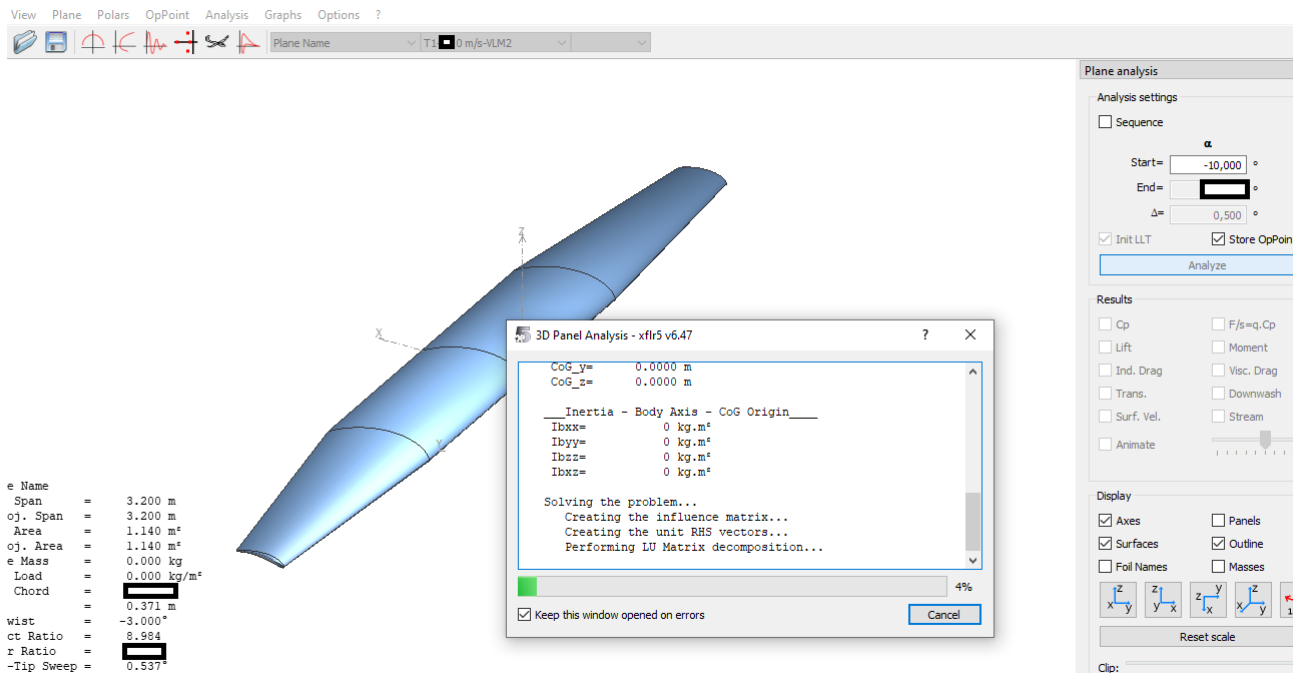 View Plane Polars OpPoint Analysis Graphs Options ?
Plane Name T1- 0 m/s-VLM2
Plane analysis
Analysis settings
Sequence
α
Start= -10,000 °
End= °
Δ= 0,500 °
Init LLT Store OpPoin
Analyze
Results
Cp F/s=q.Cp
Lift Moment
Ind. Drag Visc. Drag
Trans. Downwash
Surf. Vel. Stream
Animate
Display
Axes Panels
Surfaces Outline
Foil Names Masses
z x y
z y x
z y x
z x y
1
Reset scale
Clip:
Z
X
Y
3D Panel Analysis - xflr5 v6.47 ?
CoG_y= 0.0000 m
CoG_z= 0.0000 m
___Inertia - Body Axis - CoG Origin____
Ibxx= 0 kg.m²
Ibyy= 0 kg.m²
Ibzz= 0 kg.m²
Ibxz= 0 kg.m²
Solving the problem...
Creating the influence matrix...
Creating the unit RHS vectors...
Performing LU Matrix decomposition...
4%
Keep this window opened on errors Cancel
e Name
Span = 3.200 m
oj. Span = 3.200 m
Area = 1.140 m²
oj. Area = 1.140 m²
e Mass = 0.000 kg
Load = 0.000 kg/m²
Chord =
= 0.371 m
wist = -3.000°
ct Ratio = 8.984
r Ratio =
-Tip Sweep = 0.537°